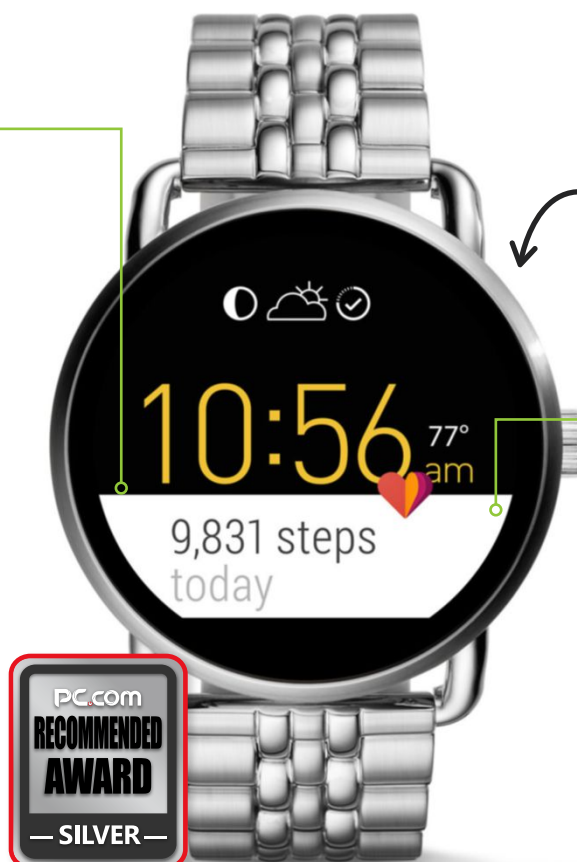 10:56
77°
am
9,831 steps
today
PC.com
RECOMMENDED
AWARD
SILVER